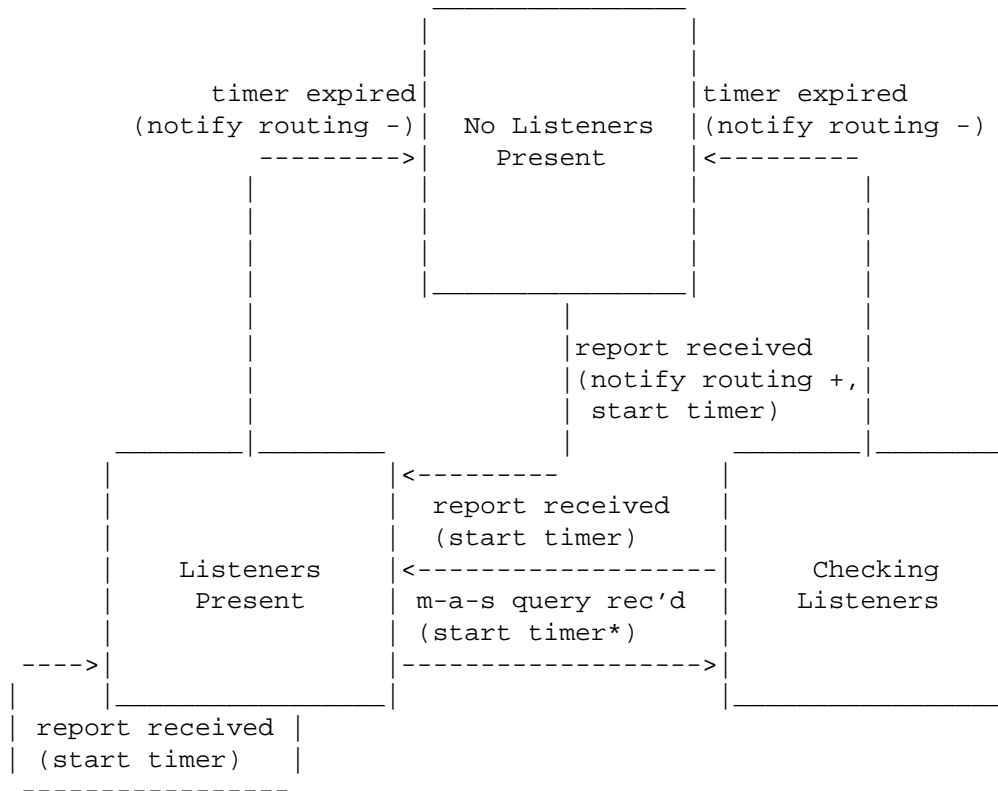 timer expired
(notify routing -)
No Listeners
Present
timer expired
(notify routing -)
report received
(notify routing +,
start timer)
report received
(start timer)
Listeners
Present
m-a-s query rec'd
(start timer*)
Checking
Listeners
report received
(start timer)